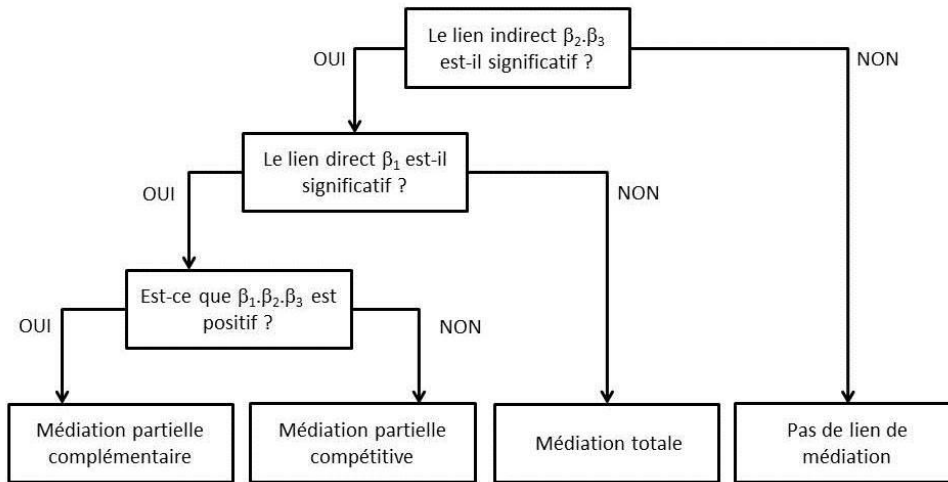 Le lien indirect β₂.β₃
est-il significatif ?
OUI
NON
Le lien direct β₁ est-il
significatif ?
OUI
NON
Est-ce que β₁.β₂.β₃ est
positif ?
OUI
NON
Médiation partielle
complémentaire
Médiation partielle
compétitive
Médiation totale
Pas de lien de
médiation